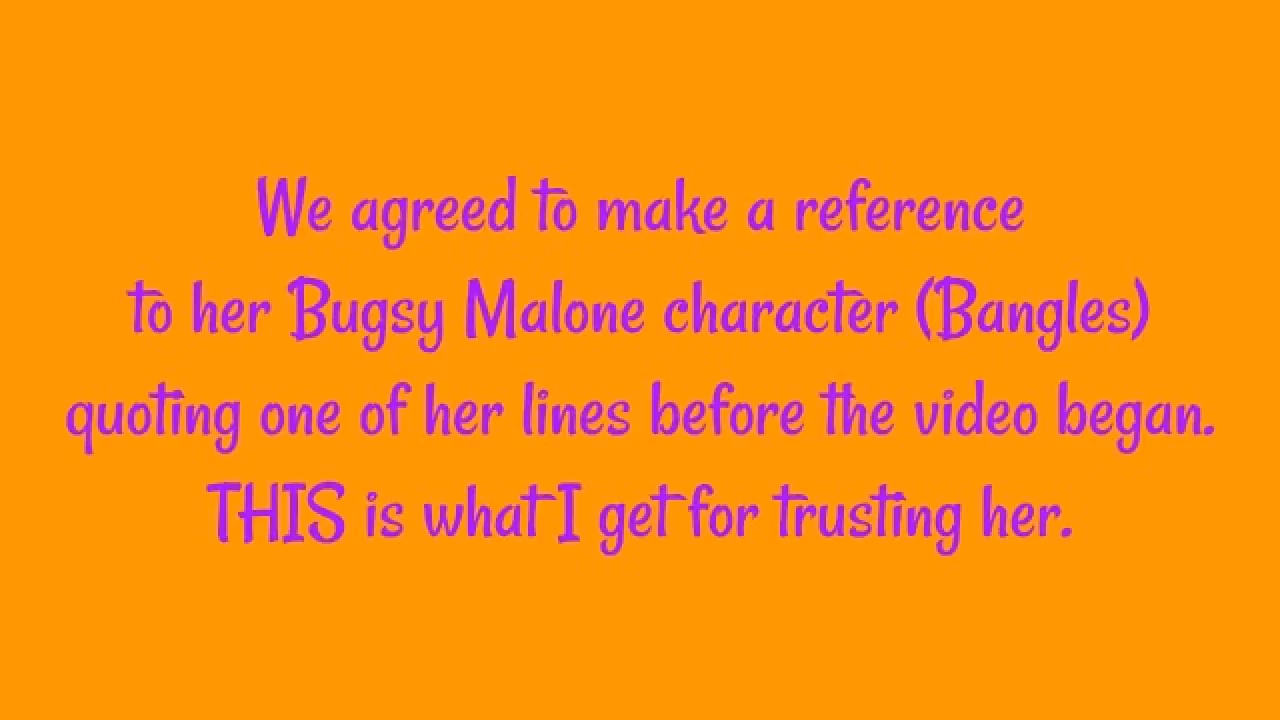 We agreed to make a reference
to her Bugsy Malone character (Bangles)
quoting one of her lines before the video began.
THIS is what I get for trusting her.